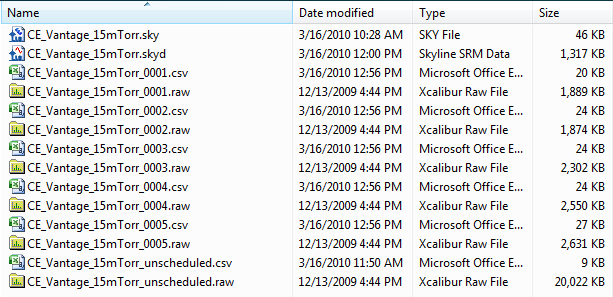 Name Date modified Type Size
CE_Vantage_15mTorr.sky 3/16/2010 10:28 AM SKY File 46 KB
CE_Vantage_15mTorr.skyd 3/16/2010 12:00 PM Skyline SRM Data 1,317 KB
CE_Vantage_15mTorr_0001.csv 3/16/2010 12:56 PM Microsoft Office E... 20 KB
CE_Vantage_15mTorr_0001.raw 12/13/2009 4:44 PM Xcalibur Raw File 1,889 KB
CE_Vantage_15mTorr_0002.csv 3/16/2010 12:56 PM Microsoft Office E... 24 KB
CE_Vantage_15mTorr_0002.raw 12/13/2009 4:44 PM Xcalibur Raw File 1,874 KB
CE_Vantage_15mTorr_0003.csv 3/16/2010 12:56 PM Microsoft Office E... 24 KB
CE_Vantage_15mTorr_0003.raw 12/13/2009 4:44 PM Xcalibur Raw File 2,302 KB
CE_Vantage_15mTorr_0004.csv 3/16/2010 12:56 PM Microsoft Office E... 24 KB
CE_Vantage_15mTorr_0004.raw 12/13/2009 4:44 PM Xcalibur Raw File 2,550 KB
CE_Vantage_15mTorr_0005.csv 3/16/2010 12:56 PM Microsoft Office E... 27 KB
CE_Vantage_15mTorr_0005.raw 12/13/2009 4:44 PM Xcalibur Raw File 2,631 KB
CE_Vantage_15mTorr_unscheduled.csv 3/16/2010 11:50 AM Microsoft Office E... 9 KB
CE_Vantage_15mTorr_unscheduled.raw 12/13/2009 4:44 PM Xcalibur Raw File 20,022 KB